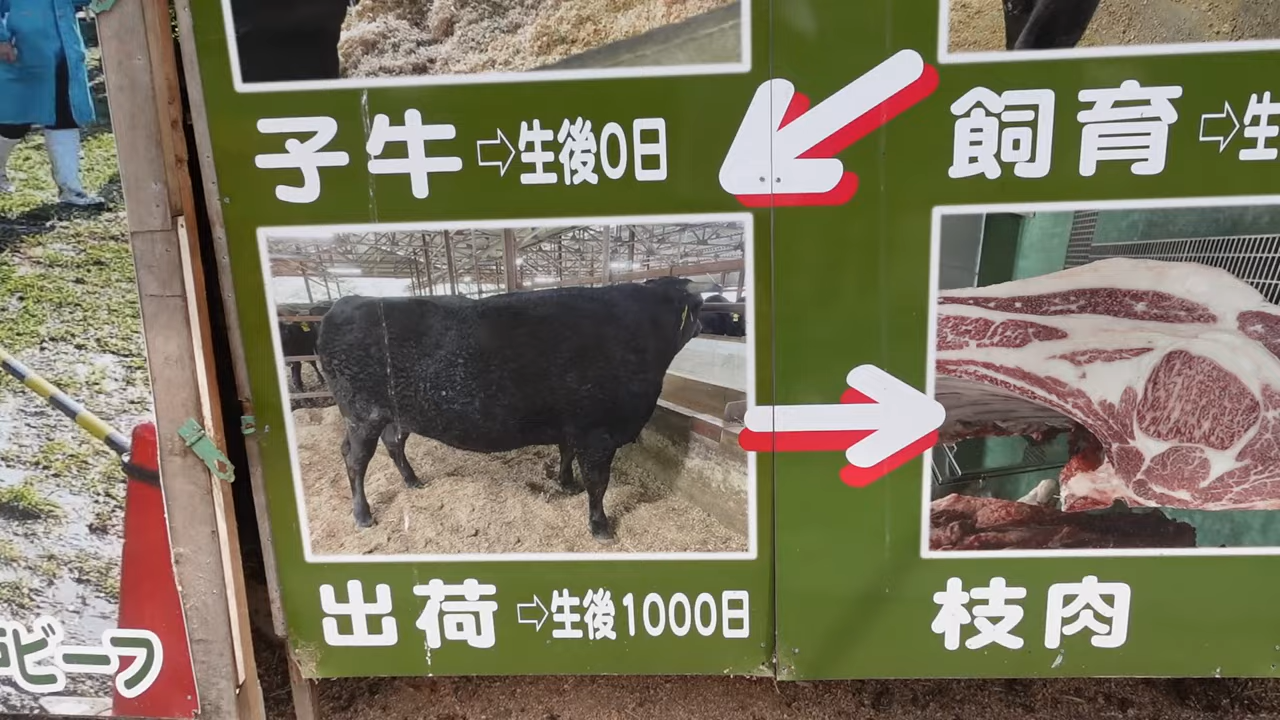 子牛⇨生後0日
飼育⇨生
出荷⇨生後1000日
枝肉
ビーフ